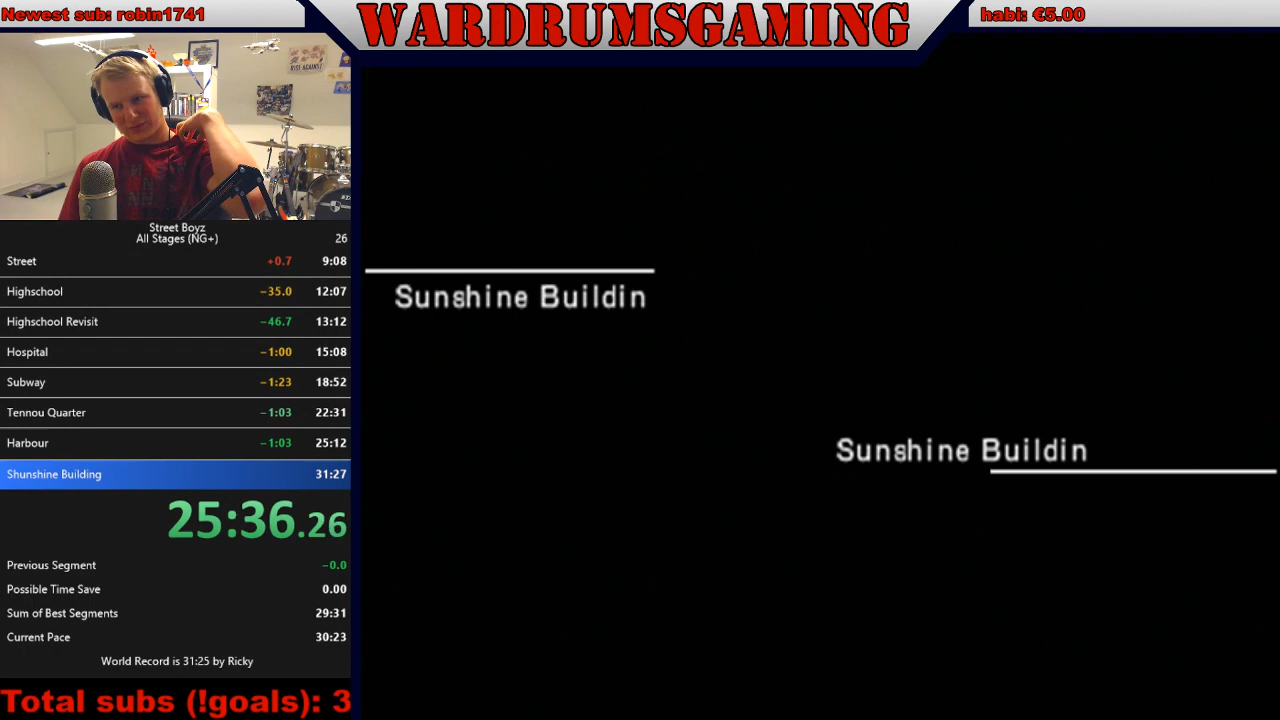 Newest sub: robin1741
WARDRUMSGAMING
habi: €5.00
RISE AGAINST
Street Boyz
All Stages (NG+) 26
Street +0.7 9:08
Highschool −35.0 12:07
Highschool Revisit −46.7 13:12
Hospital −1:00 15:08
Subway −1:23 18:52
Tennou Quarter −1:03 22:31
Harbour −1:03 25:12
Shunshine Building 31:27
25:36.26
Previous Segment −0.0
Possible Time Save 0.00
Sum of Best Segments 29:31
Current Pace 30:23
World Record is 31:25 by Ricky
Total subs (!goals): 3
Sunshine Buildin
Sunshine Buildin